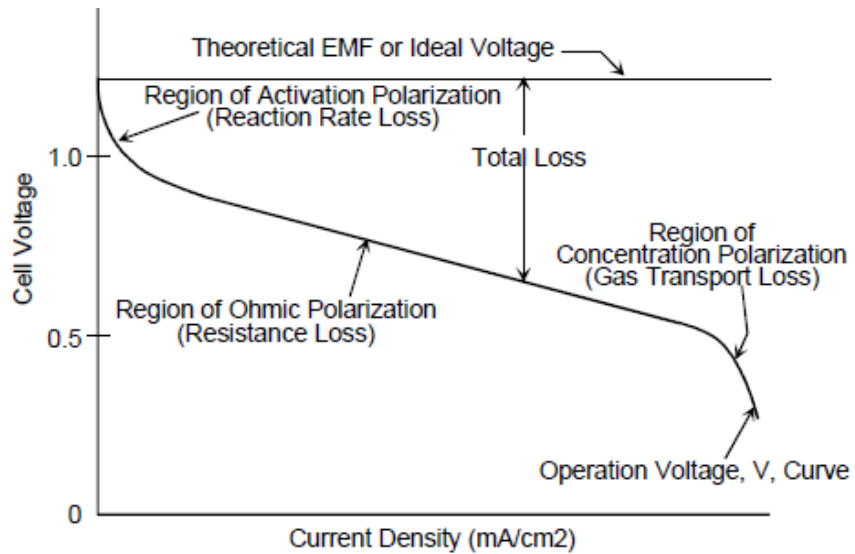 Theoretical EMF or Ideal Voltage
Region of Activation Polarization
(Reaction Rate Loss)
1.0
Total Loss
Region of
Concentration Polarization
(Gas Transport Loss)
Cell Voltage
Region of Ohmic Polarization
(Resistance Loss)
0.5
Operation Voltage, V, Curve
0
Current Density (mA/cm2)